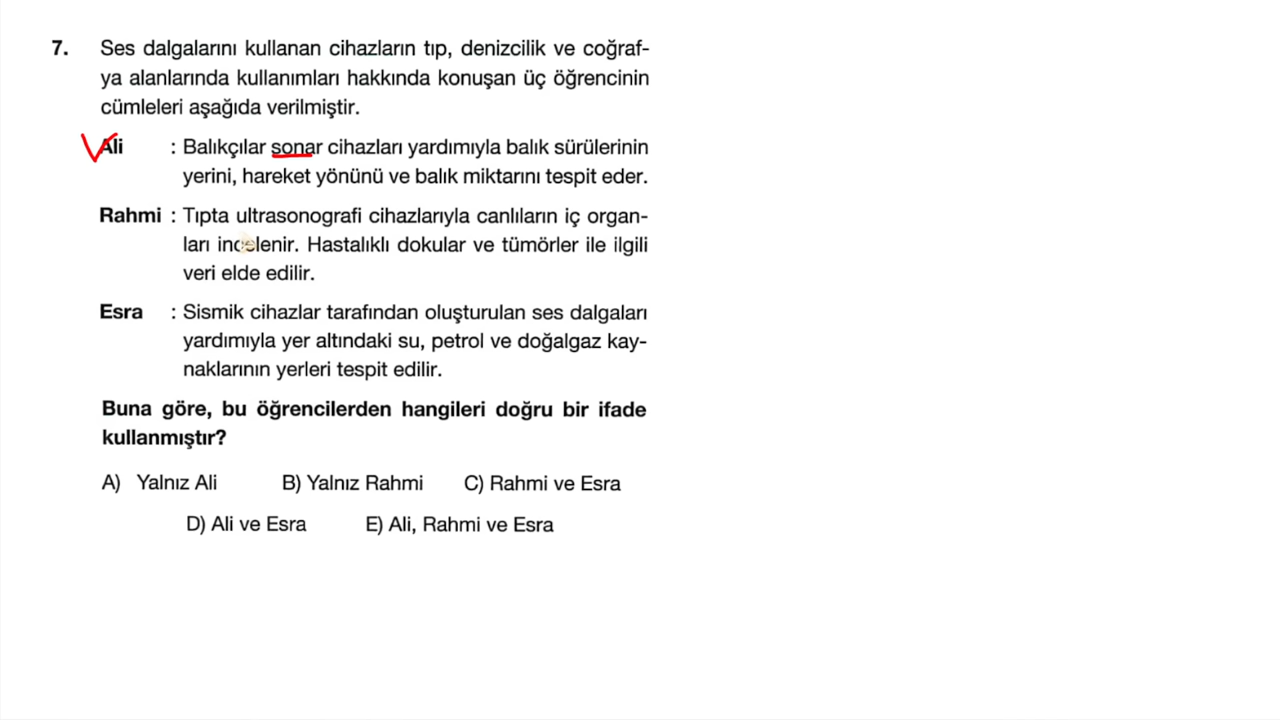 7. Ses dalgalarını kullanan cihazların tıp, denizcilik ve coğraf-
ya alanlarında kullanımları hakkında konuşan üç öğrencinin
cümleleri aşağıda verilmiştir.
Ali : Balıkçılar sonar cihazları yardımıyla balık sürülerinin
yerini, hareket yönünü ve balık miktarını tespit eder.
Rahmi : Tıpta ultrasonografi cihazlarıyla canlıların iç organ-
ları incelenir. Hastalıklı dokular ve tümörler ile ilgili
veri elde edilir.
Esra : Sismik cihazlar tarafından oluşturulan ses dalgaları
yardımıyla yer altındaki su, petrol ve doğalgaz kay-
naklarının yerleri tespit edilir.
Buna göre, bu öğrencilerden hangileri doğru bir ifade
kullanmıştır?
A) Yalnız Ali B) Yalnız Rahmi C) Rahmi ve Esra
D) Ali ve Esra E) Ali, Rahmi ve Esra